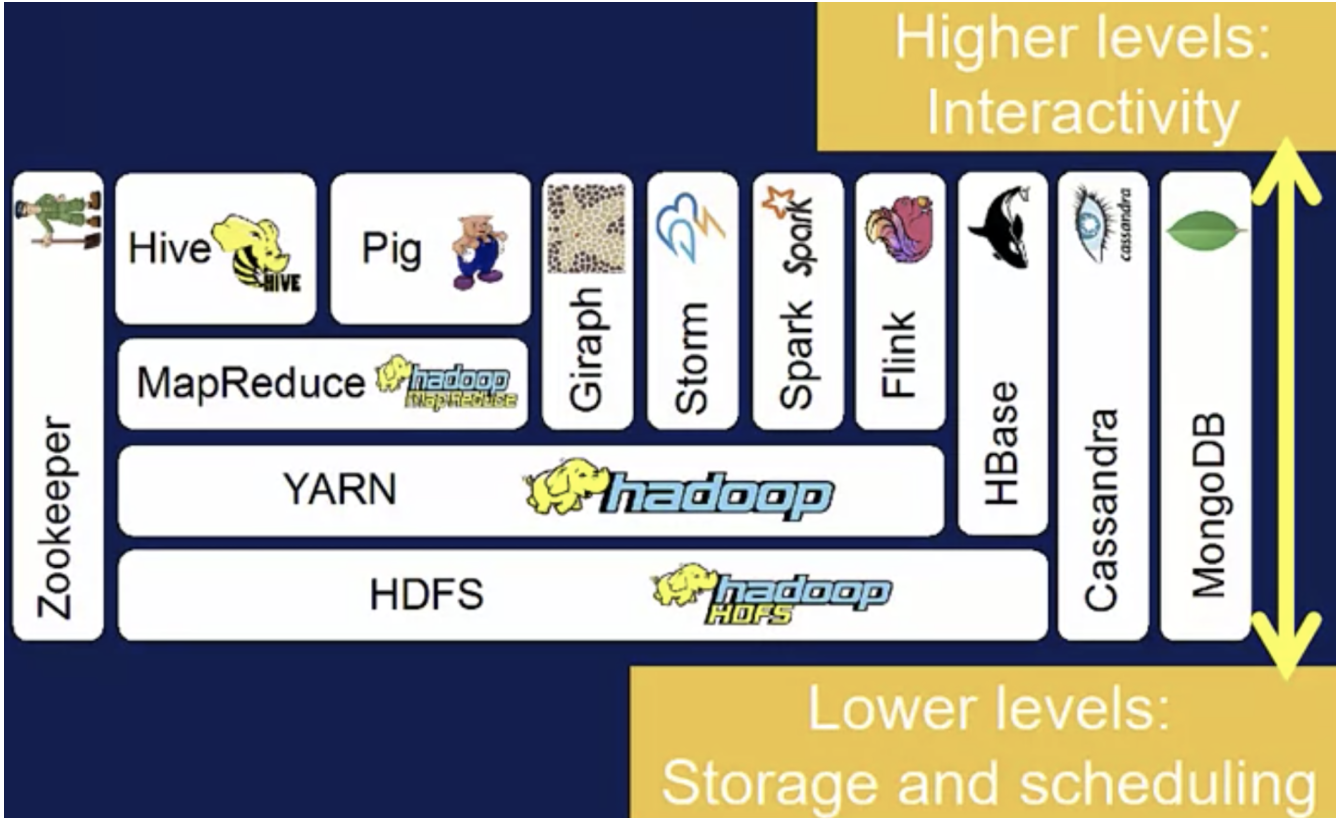 Higher levels:
Interactivity
Zookeeper
Hive
HIVE
Pig
Giraph
Storm
Spark
Spark
Flink
HBase
cassandra
Cassandra
MongoDB
MapReduce
hadoop
MapReduce
YARN
hadoop
HDFS
hadoop
HDFS
Lower levels:
Storage and scheduling